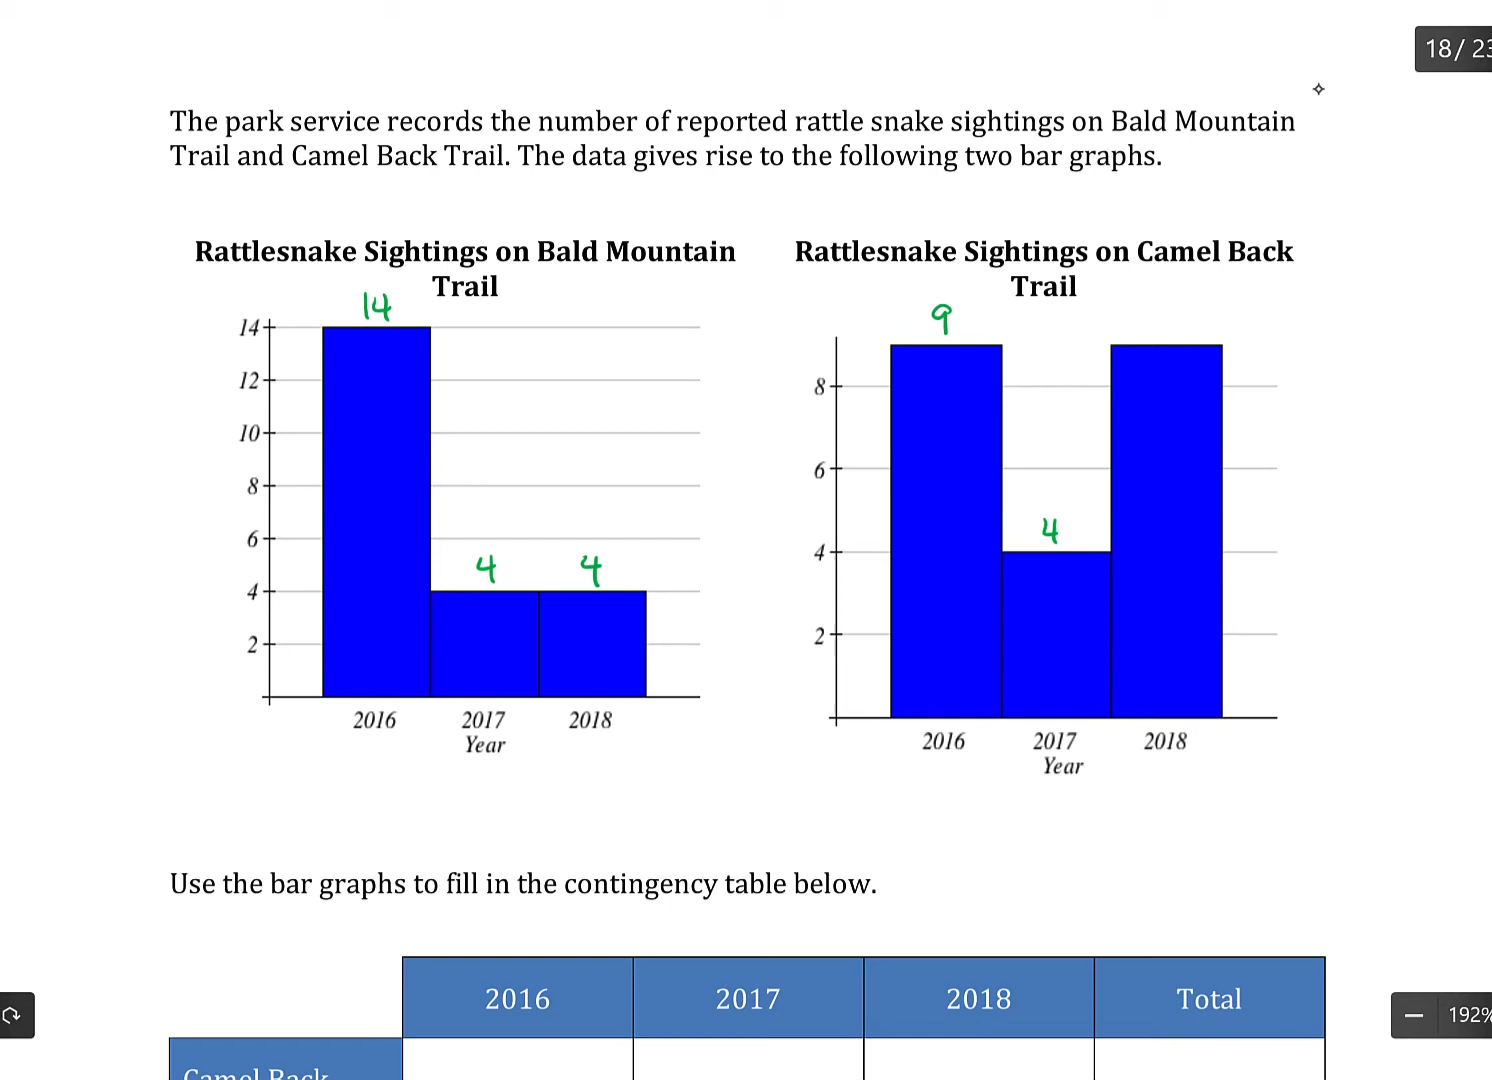 18 / 23
The park service records the number of reported rattle snake sightings on Bald Mountain
Trail and Camel Back Trail. The data gives rise to the following two bar graphs.
Rattlesnake Sightings on Bald Mountain
Trail
14
14
12
10
8
6
4
2
4
4
2016
2017
2018
Year
Rattlesnake Sightings on Camel Back
Trail
9
8
6
4
2
4
2016
2017
2018
Year
Use the bar graphs to fill in the contingency table below.
2016
2017
2018
Total
Camel Back
192%